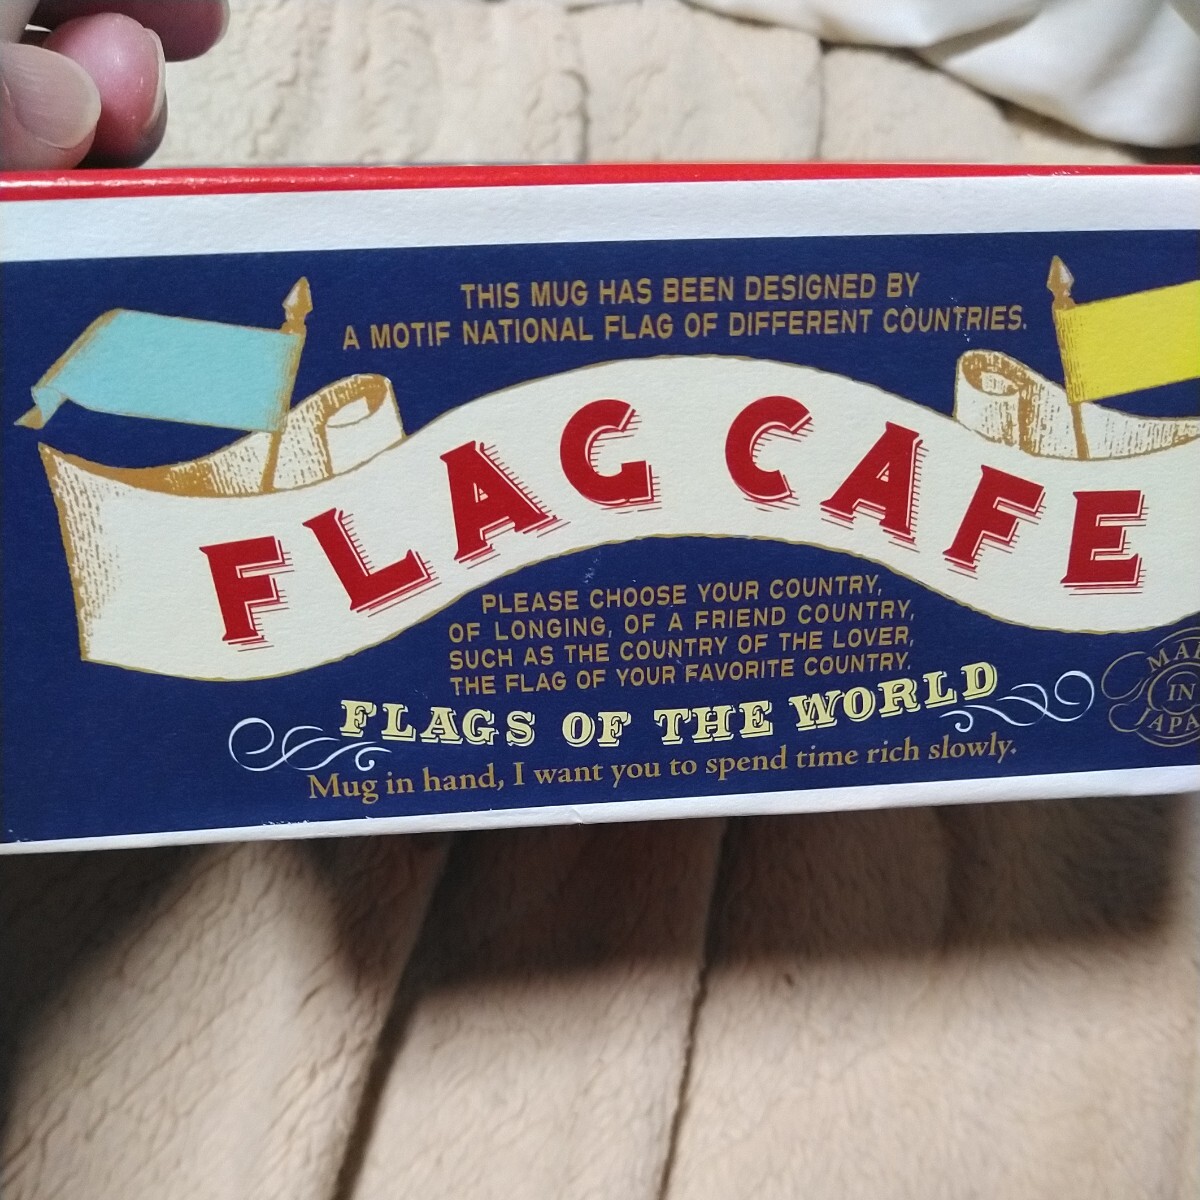 THIS MUG HAS BEEN DESIGNED BY
A MOTIF NATIONAL FLAG OF DIFFERENT COUNTRIES.
FLAG CAFE
PLEASE CHOOSE YOUR COUNTRY,
OF LONGING, OF A FRIEND COUNTRY,
SUCH AS THE COUNTRY OF THE LOVER,
THE FLAG OF YOUR FAVORITE COUNTRY.
FLAGS OF THE WORLD
Mug in hand, I want you to spend time rich slowly.
IN